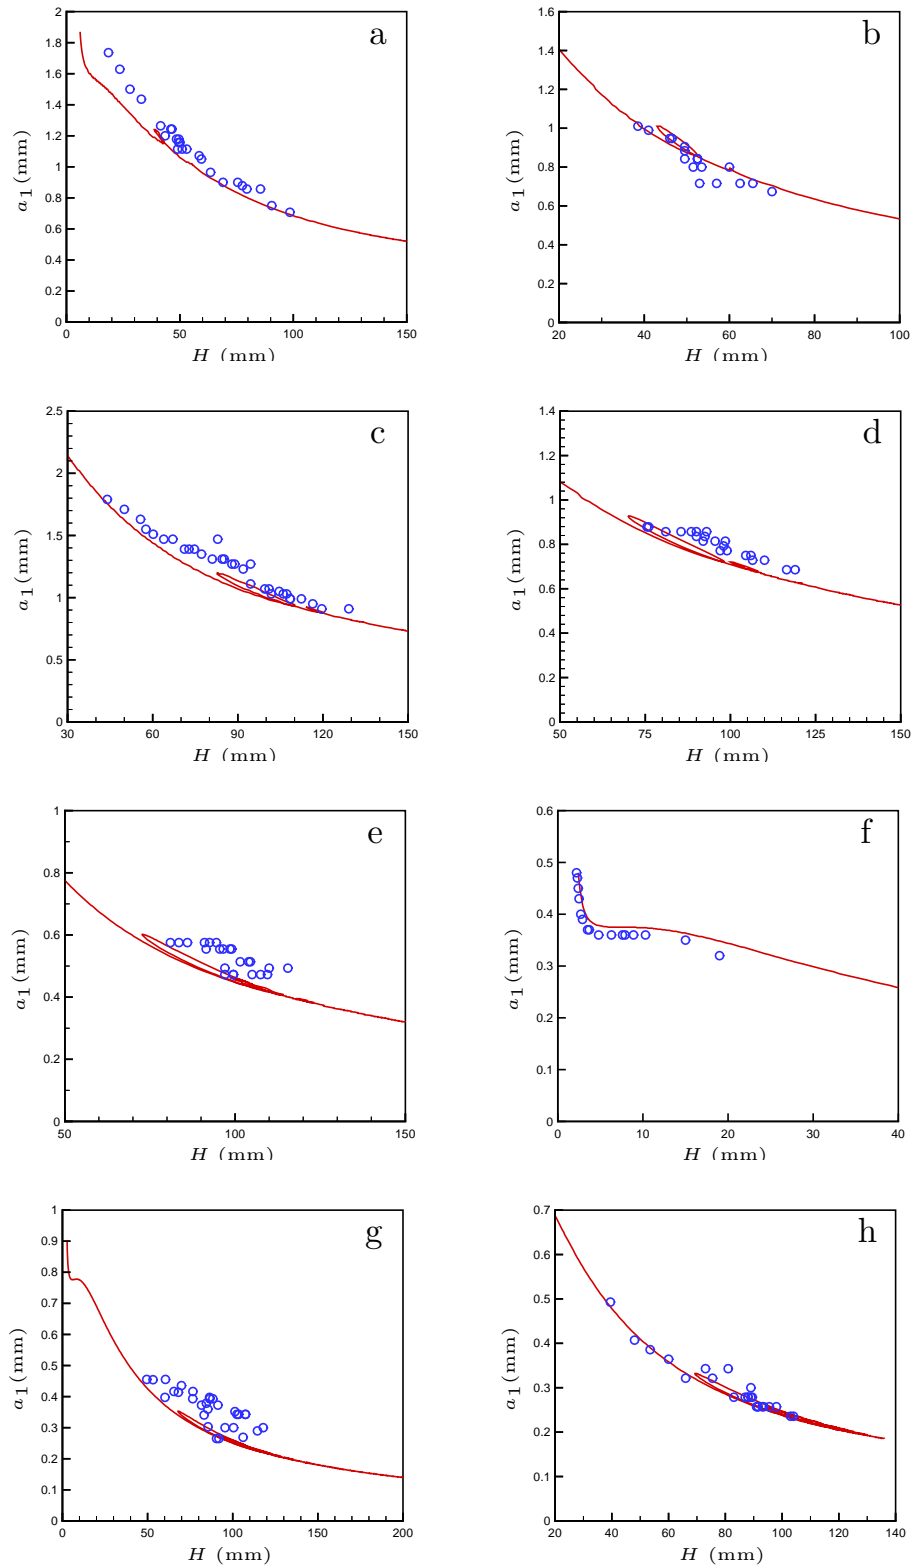 a
2
1.8
1.6
1.4
1.2
1
0.8
0.6
0.4
0.2
0
0 50 100 150
a1(mm)
H (mm)
b
1.6
1.4
1.2
1
0.8
0.6
0.4
0.2
0
20 40 60 80 100
a1(mm)
H (mm)
c
2.5
2
1.5
1
0.5
0
30 60 90 120 150
a1(mm)
H (mm)
d
1.4
1.2
1
0.8
0.6
0.4
0.2
0
50 75 100 125 150
a1(mm)
H (mm)
e
1
0.8
0.6
0.4
0.2
0
50 100 150
a1(mm)
H (mm)
f
0.6
0.5
0.4
0.3
0.2
0.1
0
0 10 20 30 40
a1(mm)
H (mm)
g
1
0.9
0.8
0.7
0.6
0.5
0.4
0.3
0.2
0.1
0
0 50 100 150 200
a1(mm)
H (mm)
h
0.7
0.6
0.5
0.4
0.3
0.2
0.1
0
20 40 60 80 100 120 140
a1(mm)
H (mm)